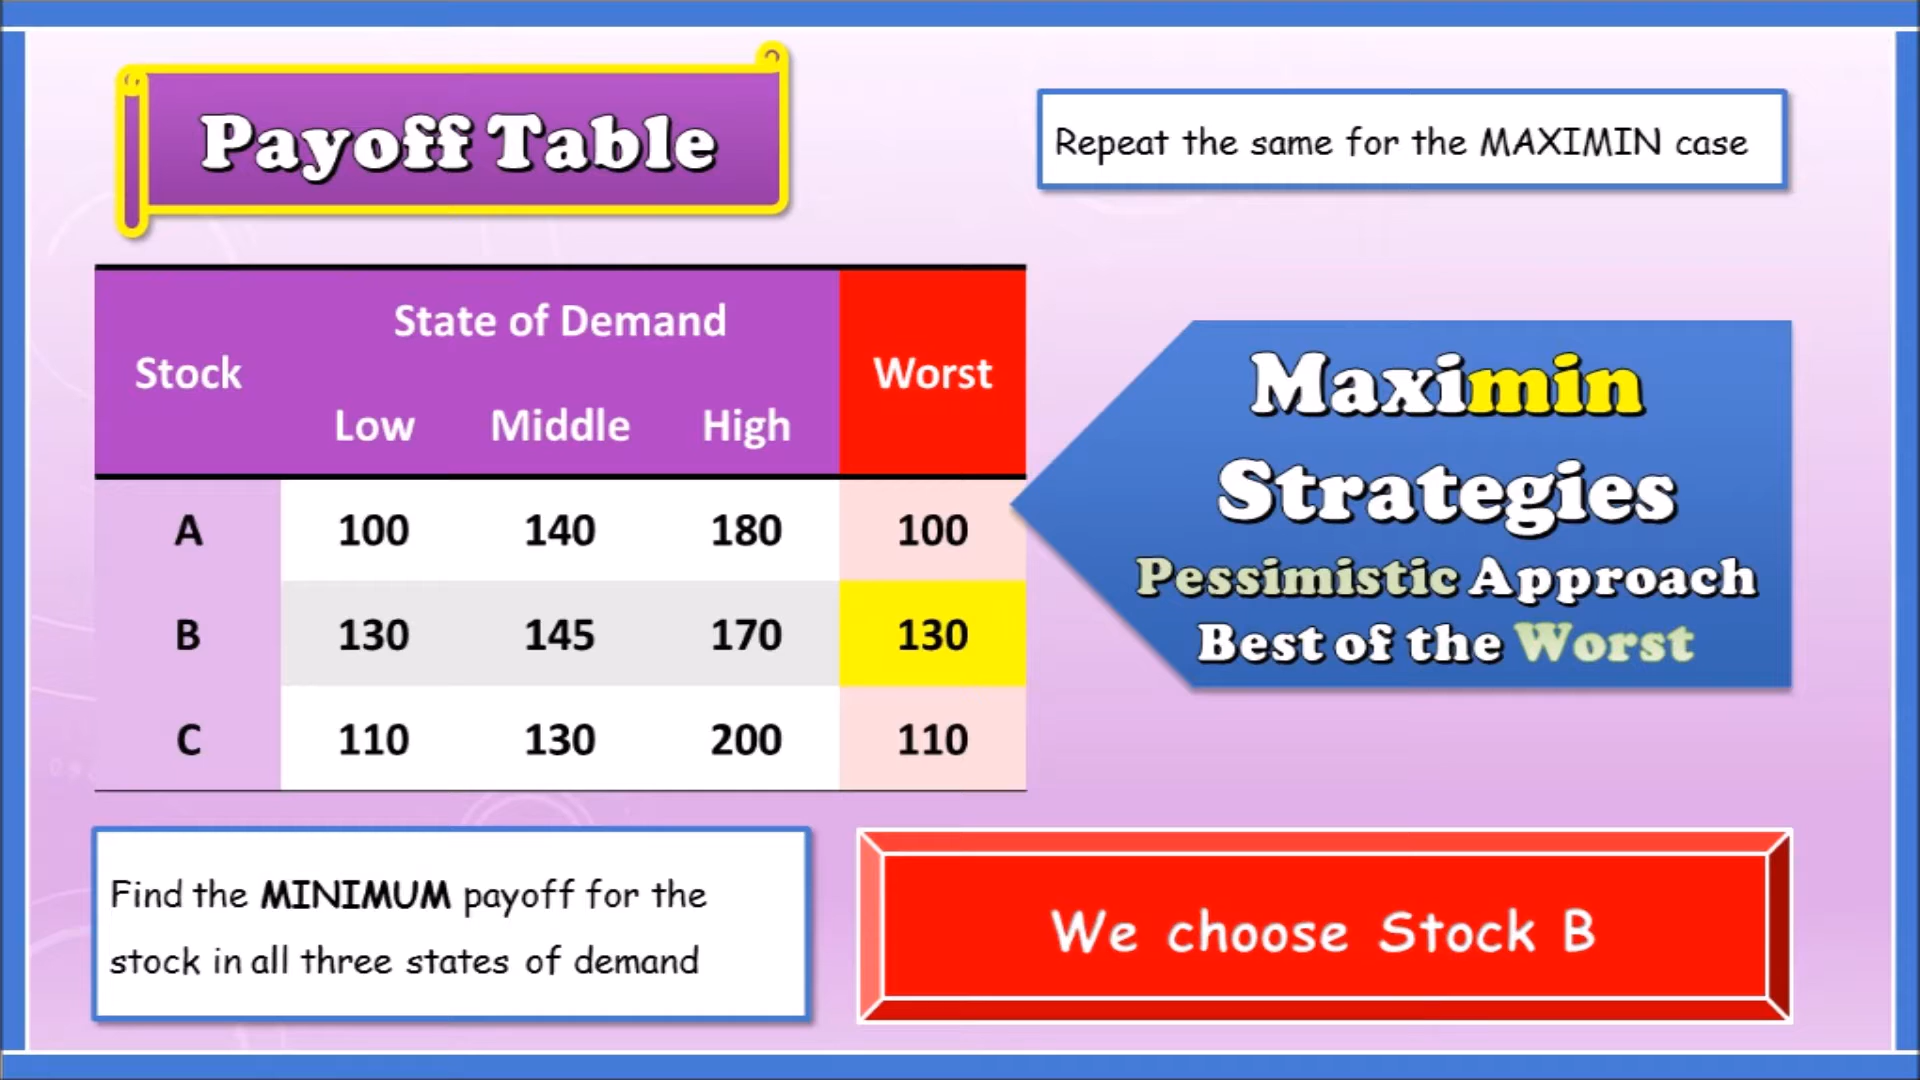 Payoff Table
Repeat the same for the MAXIMIN case
State of Demand
Stock
Worst
Low Middle High
A 100 140 180 100
B 130 145 170 130
C 110 130 200 110
Maximin
Strategies
Pessimistic Approach
Best of the Worst
Find the MINIMUM payoff for the
stock in all three states of demand
We choose Stock B